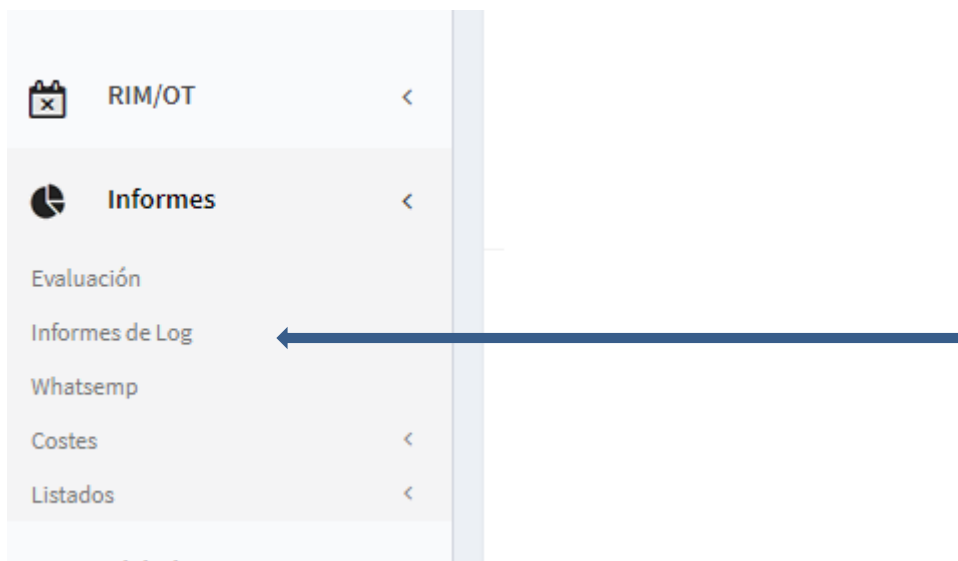 RIM/OT
Informes
Evaluación
Informes de Log
Whatsemp
Costes
Listados